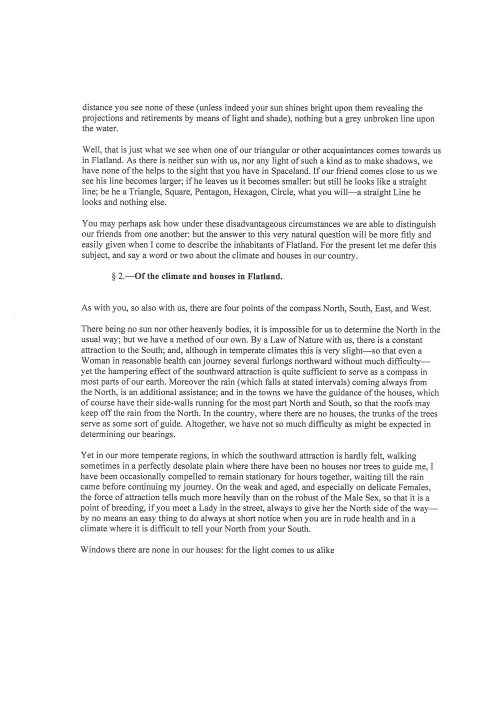 distance you see none of these (unless indeed your sun shines bright upon them revealing the
projections and retirements by means of light and shade), nothing but a grey unbroken line upon
the water.
Well, that is just what we see when one of our triangular or other acquaintances comes towards us
in Flatland. As there is neither sun with us, nor any light of such a kind as to make shadows, we
have none of the helps to the sight that you have in Spaceland. If our friend comes close to us we
see his line becomes larger; if he leaves us it becomes smaller: but still he looks like a straight
line; be he a Triangle, Square, Pentagon, Hexagon, Circle, what you will—a straight Line he
looks and nothing else.
You may perhaps ask how under these disadvantageous circumstances we are able to distinguish
our friends from one another: but the answer to this very natural question will be more fitly and
easily given when I come to describe the inhabitants of Flatland. For the present let me defer this
subject, and say a word or two about the climate and houses in our country.
§ 2.—Of the climate and houses in Flatland.
As with you, so also with us, there are four points of the compass North, South, East, and West.
There being no sun nor other heavenly bodies, it is impossible for us to determine the North in the
usual way; but we have a method of our own. By a Law of Nature with us, there is a constant
attraction to the South; and, although in temperate climates this is very slight—so that even a
Woman in reasonable health can journey several furlongs northward without much difficulty—
yet the hampering effect of the southward attraction is quite sufficient to serve as a compass in
most parts of our earth. Moreover the rain (which falls at stated intervals) coming always from
the North, is an additional assistance; and in the towns we have the guidance of the houses, which
of course have their side-walls running for the most part North and South, so that the roofs may
keep off the rain from the North. In the country, where there are no houses, the trunks of the trees
serve as some sort of guide. Altogether, we have not so much difficulty as might be expected in
determining our bearings.
Yet in our more temperate regions, in which the southward attraction is hardly felt, walking
sometimes in a perfectly desolate plain where there have been no houses nor trees to guide me, I
have been occasionally compelled to remain stationary for hours together, waiting till the rain
came before continuing my journey. On the weak and aged, and especially on delicate Females,
the force of attraction tells much more heavily than on the robust of the Male Sex, so that it is a
point of breeding, if you meet a Lady in the street, always to give her the North side of the way—
by no means an easy thing to do always at short notice when you are in rude health and in a
climate where it is difficult to tell your North from your South.
Windows there are none in our houses: for the light comes to us alike